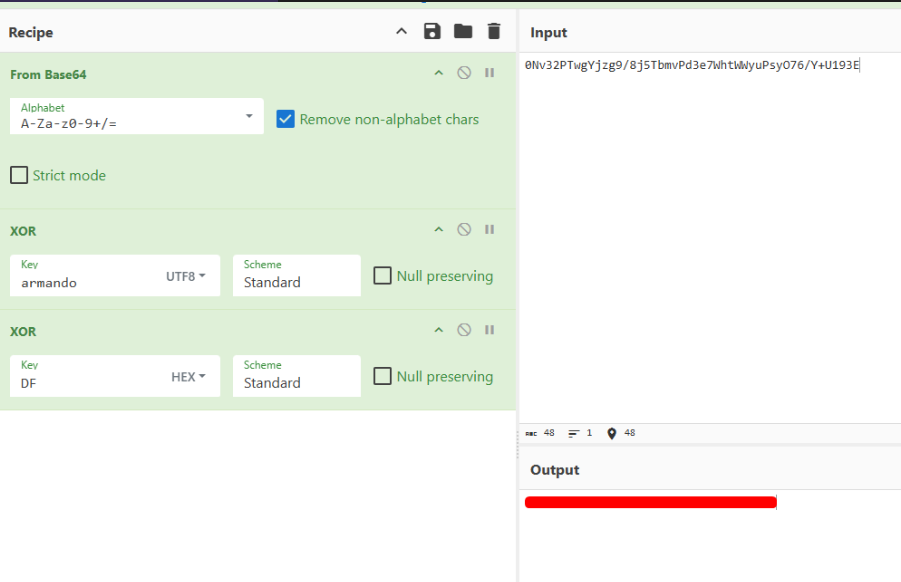 Recipe
From Base64
Alphabet
A-Za-z0-9+/=
Remove non-alphabet chars
Strict mode
XOR
Key
armando
UTF8
Scheme
Standard
Null preserving
XOR
Key
DF
HEX
Scheme
Standard
Null preserving
Input
0Nv32PTwgYjzg9/8j5TbmvPd3e7WhtWWyuPsyO76/Y+U193E
ABC 48 1 48
Output